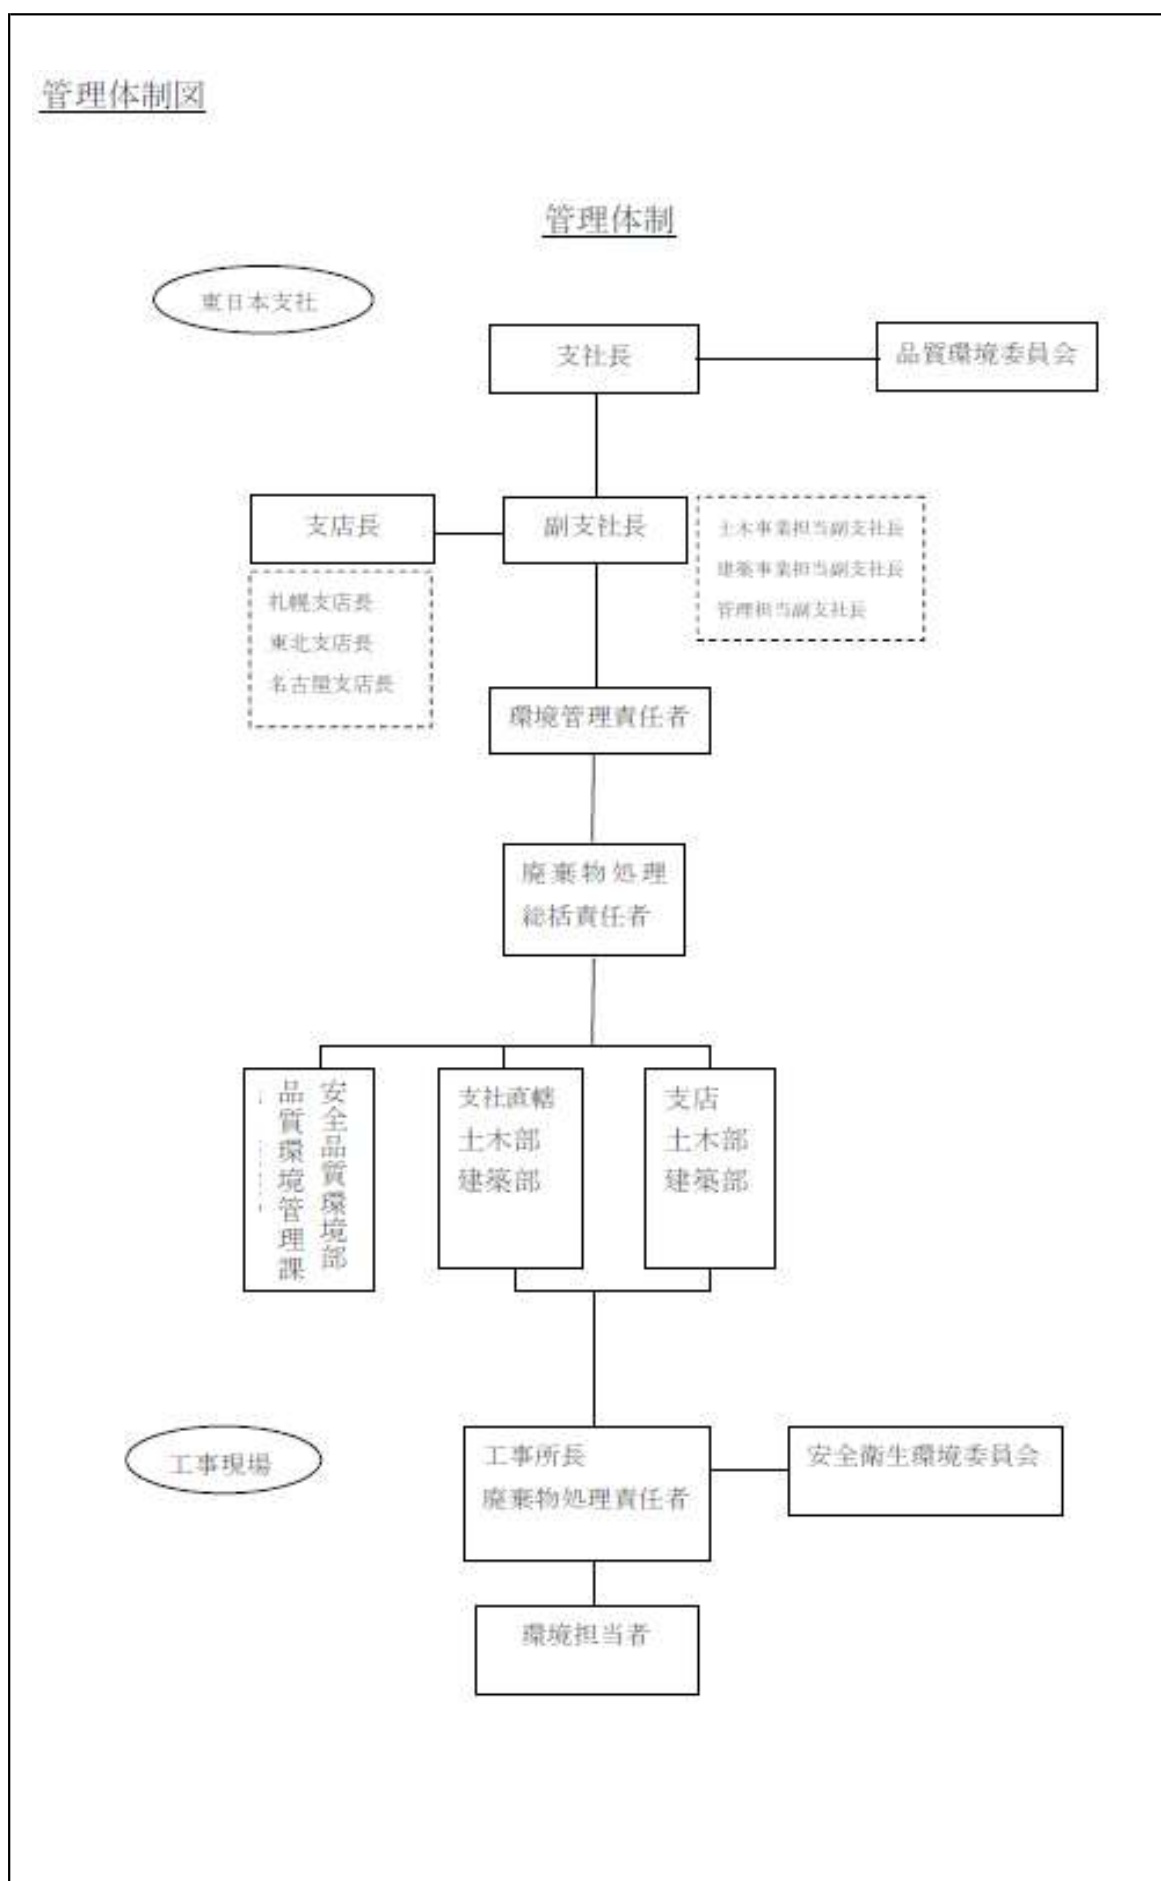 管理体制図
管理体制
東日本支社
支社長
品質環境委員会
支店長
副支社長
土木事業担当副支社長
建築事業担当副支社長
管理担当副支社長
札幌支店長
東北支店長
名古屋支店長
環境管理責任者
廃棄物処理
総括責任者
安全品質環境部
品質環境管理課
支社直轄
土木部
建築部
支店
土木部
建築部
工事現場
工事所長
廃棄物処理責任者
安全衛生環境委員会
環境担当者